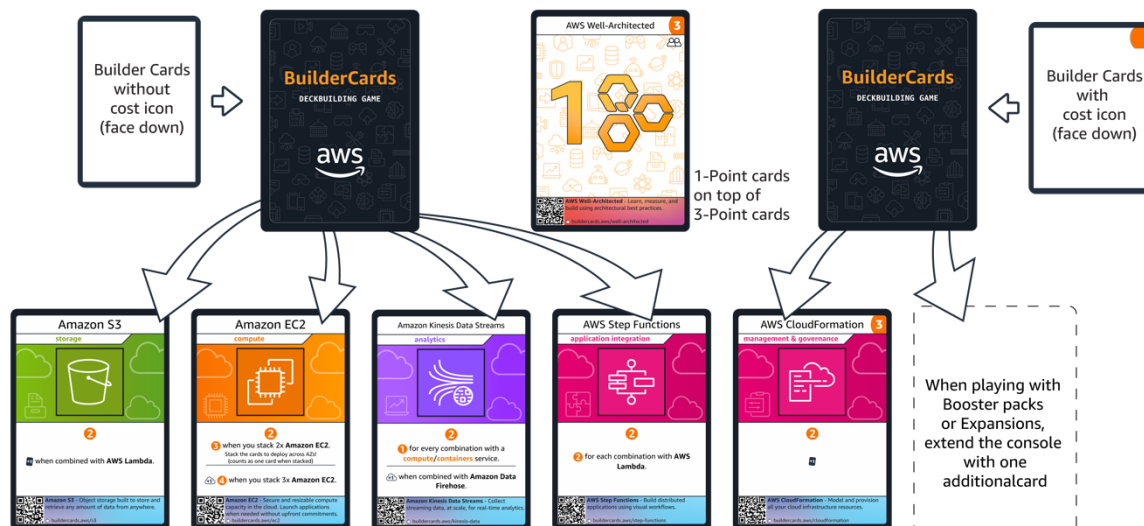 Builder Cards
without
cost icon
(face down)
BuilderCards
DECKBUILDING GAME
aws
AWS Well-Architected
3
1
AWS Well-Architected - Learn, measure, and
build using architectural best practices.
buildercards.aws/well-architected
1-Point cards
on top of
3-Point cards
BuilderCards
DECKBUILDING GAME
aws
Builder Cards
with
cost icon
(face down)
Amazon S3
storage
2
when combined with AWS Lambda.
Amazon S3 - Object storage built to store and
retrieve any amount of data from anywhere.
buildercards.aws/s3
Amazon EC2
compute
2
3 when you stack 2x Amazon EC2.
Stack the cards to deploy across AZs!
(counts as one card when stacked)
4 when you stack 3x Amazon EC2.
Amazon EC2 - Secure and resizable compute
capacity in the cloud. Launch applications
when needed without upfront commitments.
buildercards.aws/ec2
Amazon Kinesis Data Streams
analytics
2
1 for every combination with a
compute/containers service.
when combined with Amazon Data
Firehose.
Amazon Kinesis Data Streams - Collect
streaming data, at scale, for real-time analytics.
buildercards.aws/kinesis-data
AWS Step Functions
application integration
2
2 for each combination with AWS
Lambda.
AWS Step Functions - Build distributed
applications using visual workflows.
buildercards.aws/step-functions
AWS CloudFormation
3
management & governance
2
AWS CloudFormation - Model and provision
all your cloud infrastructure resources.
buildercards.aws/cloudformation
When playing with
Booster packs
or Expansions,
extend the console
with one
additionalcard